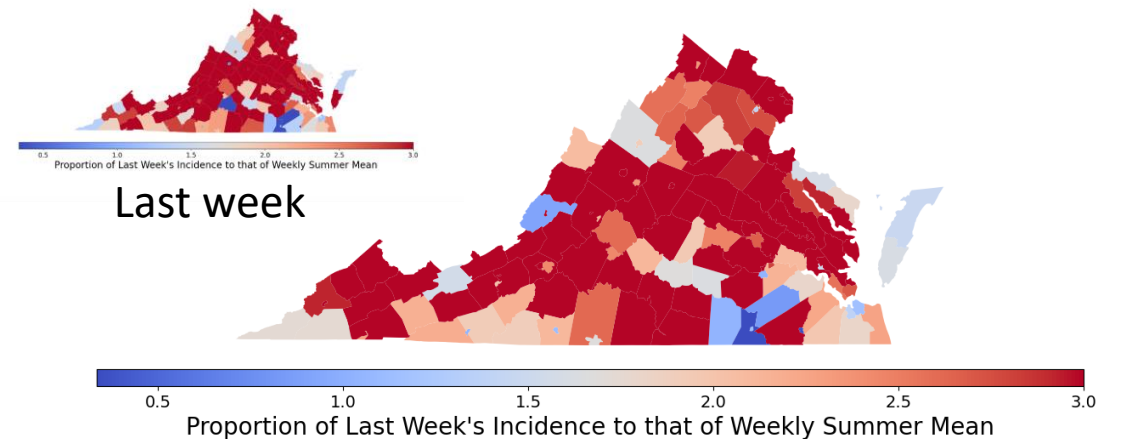 0.5 1.0 1.5 2.0 2.5 3.0
Proportion of Last Week's Incidence to that of Weekly Summer Mean
Last week
0.5 1.0 1.5 2.0 2.5 3.0
Proportion of Last Week's Incidence to that of Weekly Summer Mean